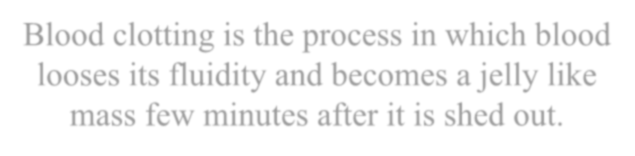 Blood clotting is the process in which blood
looses its fluidity and becomes a jelly like
mass few minutes after it is shed out.